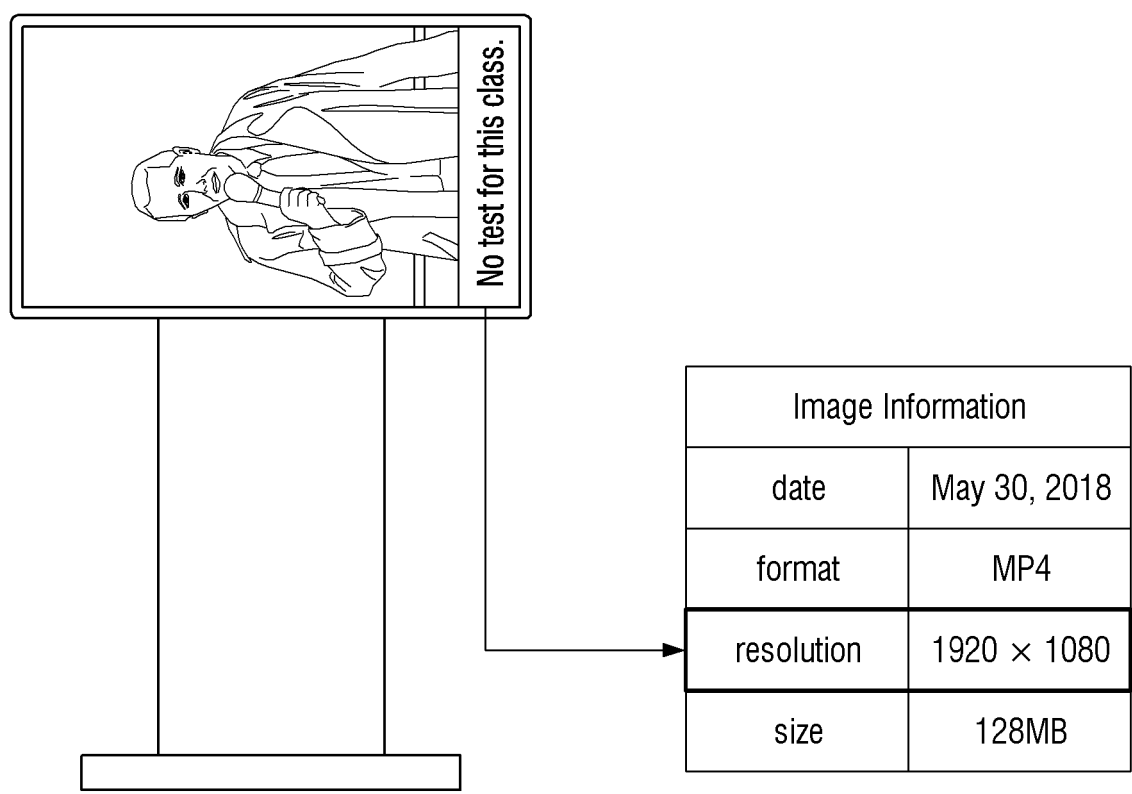 No test for this class.
Image Information
date May 30, 2018
format MP4
resolution 1920 × 1080
size 128MB